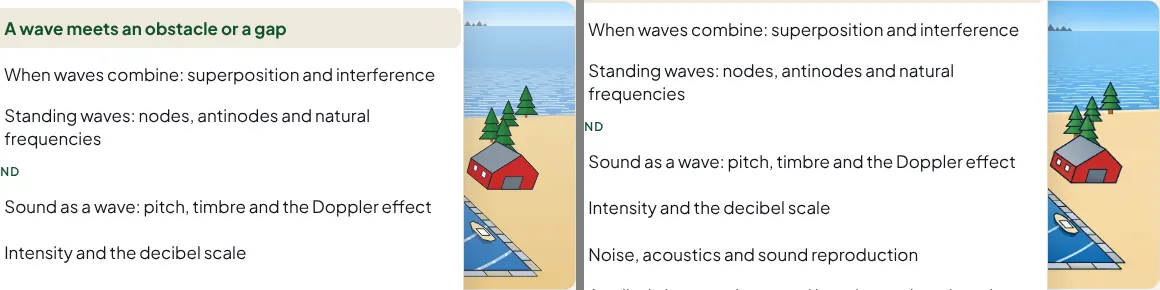 A wave meets an obstacle or a gap
When waves combine: superposition and interference
Standing waves: nodes, antinodes and natural
frequencies
ND
Sound as a wave: pitch, timbre and the Doppler effect
Intensity and the decibel scale
When waves combine: superposition and interference
Standing waves: nodes, antinodes and natural
frequencies
ND
Sound as a wave: pitch, timbre and the Doppler effect
Intensity and the decibel scale
Noise, acoustics and sound reproduction